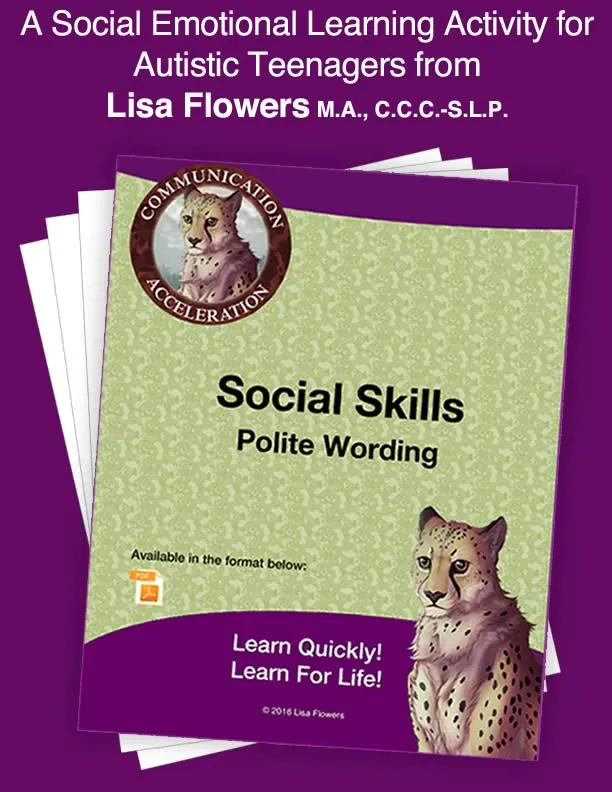 A Social Emotional Learning Activity for
Autistic Teenagers from
Lisa Flowers M.A., C.C.C.-S.L.P.
COMMUNICATION
ACCELERATION
Social Skills
Polite Wording
Available in the format below:
PDF
Learn Quickly!
Learn For Life!
© 2016 Lisa Flowers